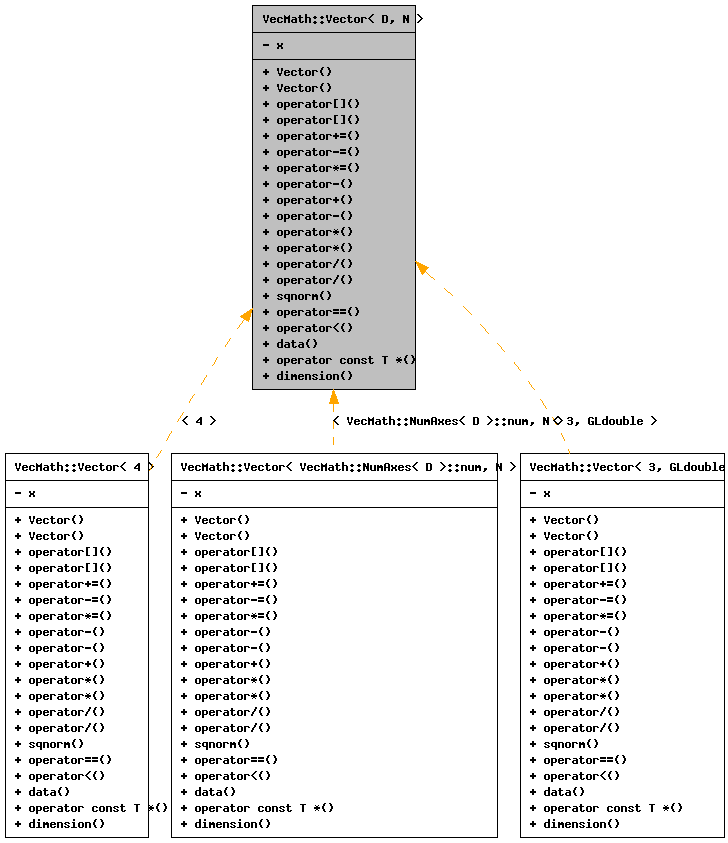 VecMath::Vector< D, N >
- x
+ Vector()
+ Vector()
+ operator[]()
+ operator[]()
+ operator+=()
+ operator-=()
+ operator*=()
+ operator-()
+ operator+()
+ operator-()
+ operator*()
+ operator*()
+ operator/()
+ operator/()
+ sqnorm()
+ operator==()
+ operator<()
+ data()
+ operator const T *()
+ dimension()
< 4 >
< VecMath::NumAxes< D >::num, N >
< 3, GLdouble >
VecMath::Vector< 4 >
- x
+ Vector()
+ Vector()
+ operator[]()
+ operator[]()
+ operator+=()
+ operator-=()
+ operator*=()
+ operator-()
+ operator-()
+ operator+()
+ operator*()
+ operator*()
+ operator/()
+ operator/()
+ sqnorm()
+ operator==()
+ operator<()
+ data()
+ operator const T *()
+ dimension()
VecMath::Vector< VecMath::NumAxes< D >::num, N >
- x
+ Vector()
+ Vector()
+ operator[]()
+ operator[]()
+ operator+=()
+ operator-=()
+ operator*=()
+ operator-()
+ operator-()
+ operator+()
+ operator*()
+ operator*()
+ operator/()
+ operator/()
+ sqnorm()
+ operator==()
+ operator<()
+ data()
+ operator const T *()
+ dimension()
VecMath::Vector< 3, GLdouble
- x
+ Vector()
+ Vector()
+ operator[]()
+ operator[]()
+ operator+=()
+ operator-=()
+ operator*=()
+ operator-()
+ operator-()
+ operator+()
+ operator*()
+ operator*()
+ operator/()
+ operator/()
+ sqnorm()
+ operator==()
+ operator<()
+ data()
+ operator const T *()
+ dimension()